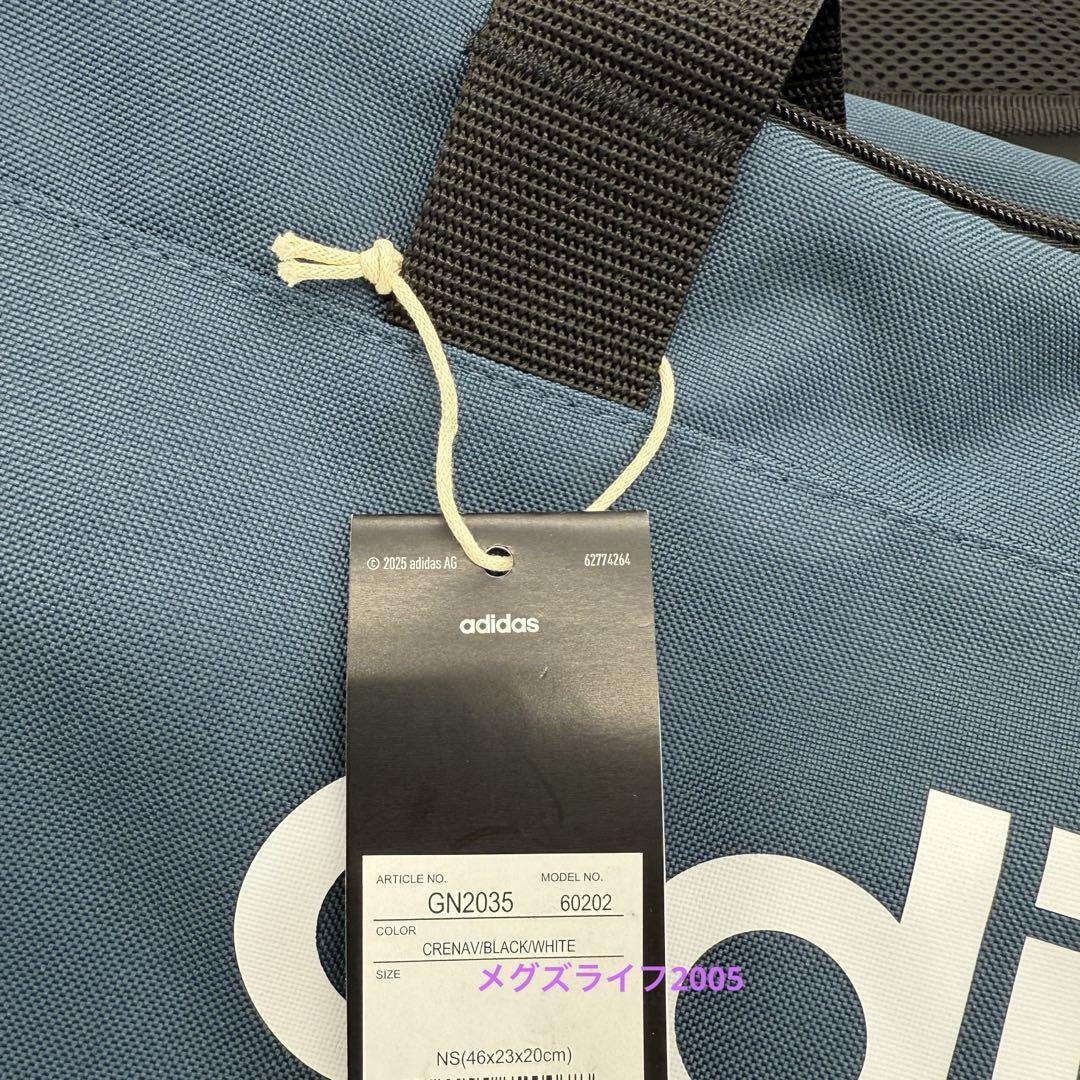 © 2025 adidas AG 62774264
adidas
ARTICLE NO. MODEL NO.
GN2035 60202
COLOR
CRENAV/BLACK/WHITE
SIZE
メグズライフ2005
NS(46x23x20cm)
adi